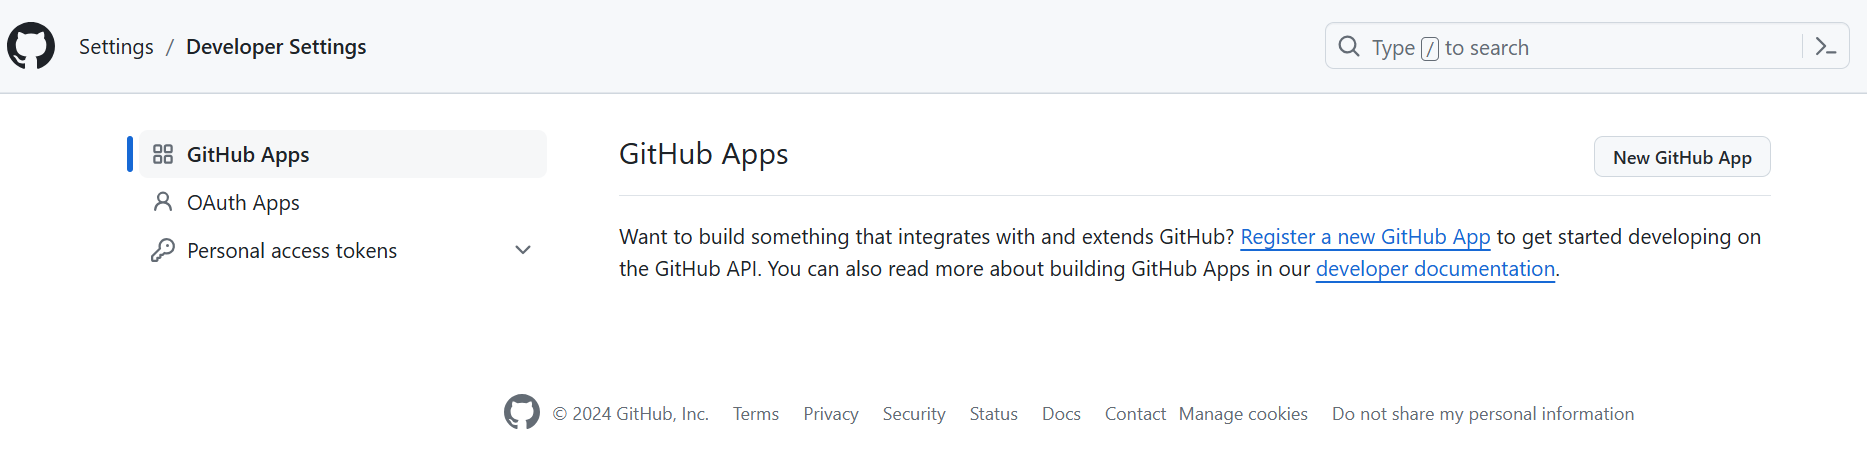 Settings / Developer Settings
Type / to search
GitHub Apps
OAuth Apps
Personal access tokens
GitHub Apps
New GitHub App
Want to build something that integrates with and extends GitHub? Register a new GitHub App to get started developing on
the GitHub API. You can also read more about building GitHub Apps in our developer documentation.
© 2024 GitHub, Inc. Terms Privacy Security Status Docs Contact Manage cookies Do not share my personal information